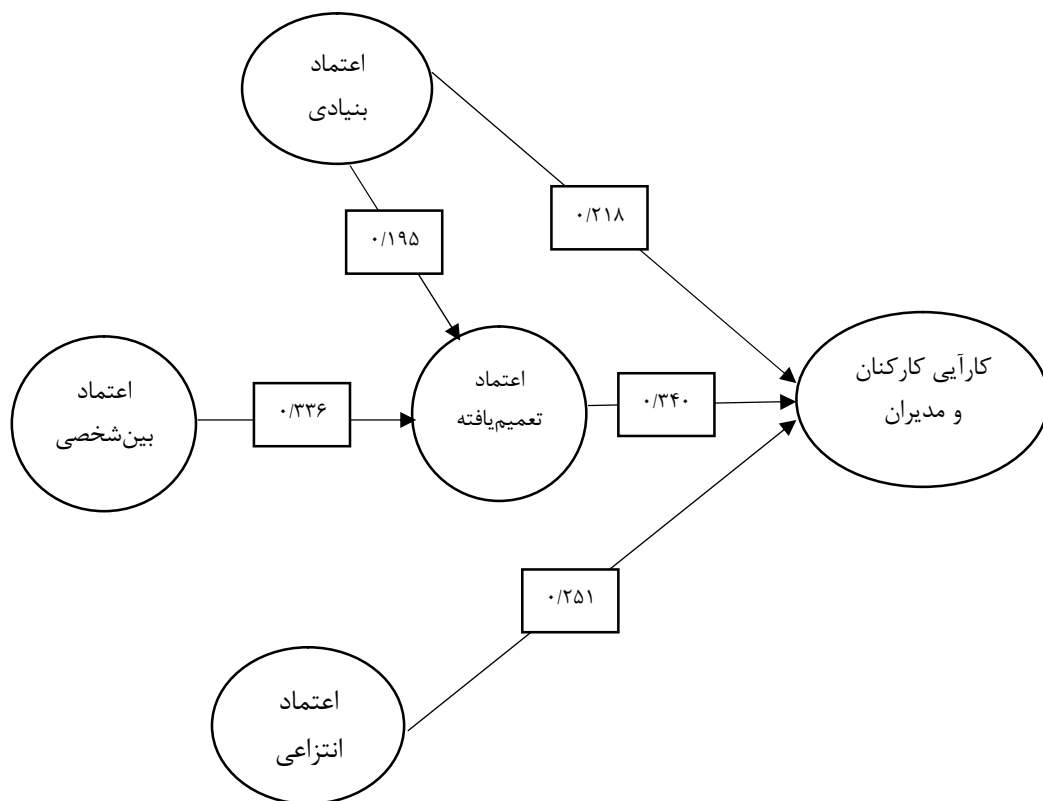 اعتماد
بنیادی
۰/۲۱۸
۰/۱۹۵
اعتماد
بین‌شخصی
۰/۳۳۶
اعتماد
تعمیم‌یافته
۰/۳۴۰
کارآیی کارکنان
و مدیران
۰/۲۵۱
اعتماد
انتزاعی